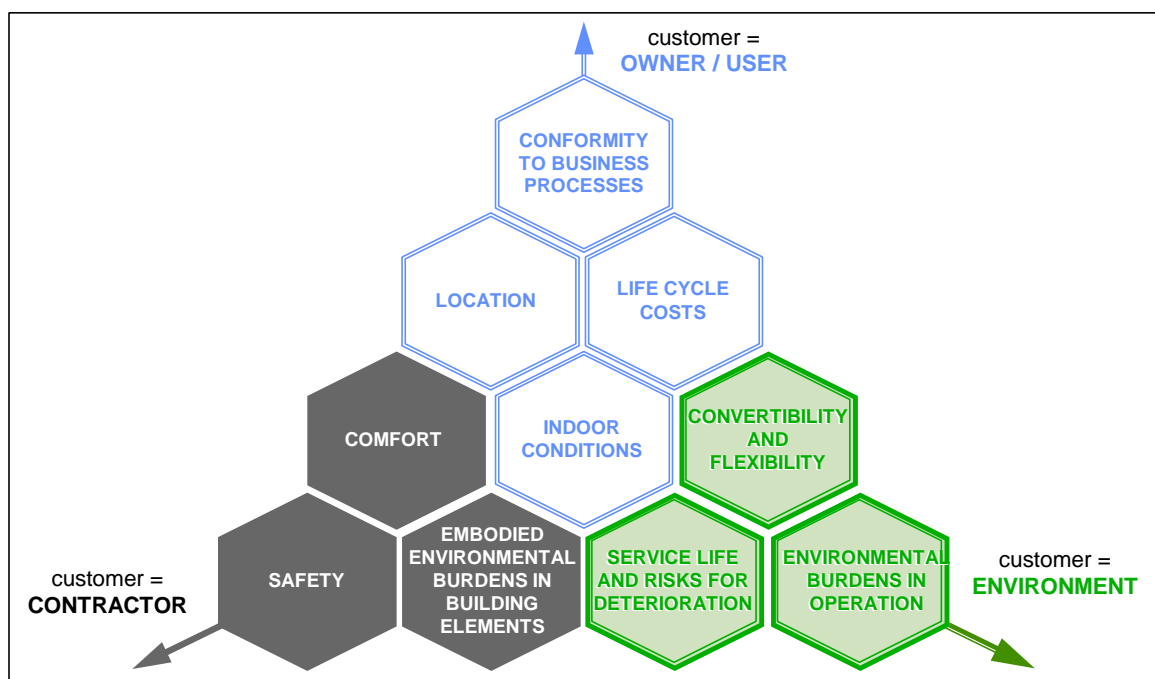 customer =
OWNER / USER
CONFORMITY
TO BUSINESS
PROCESSES
LOCATION
LIFE CYCLE
COSTS
COMFORT
INDOOR
CONDITIONS
CONVERTIBILITY
AND
FLEXIBILITY
customer =
CONTRACTOR
SAFETY
EMBODIED
ENVIRONMENTAL
BURDENS IN
BUILDING
ELEMENTS
SERVICE LIFE
AND RISKS FOR
DETERIORATION
ENVIRONMENTAL
BURDENS IN
OPERATION
customer =
ENVIRONMENT